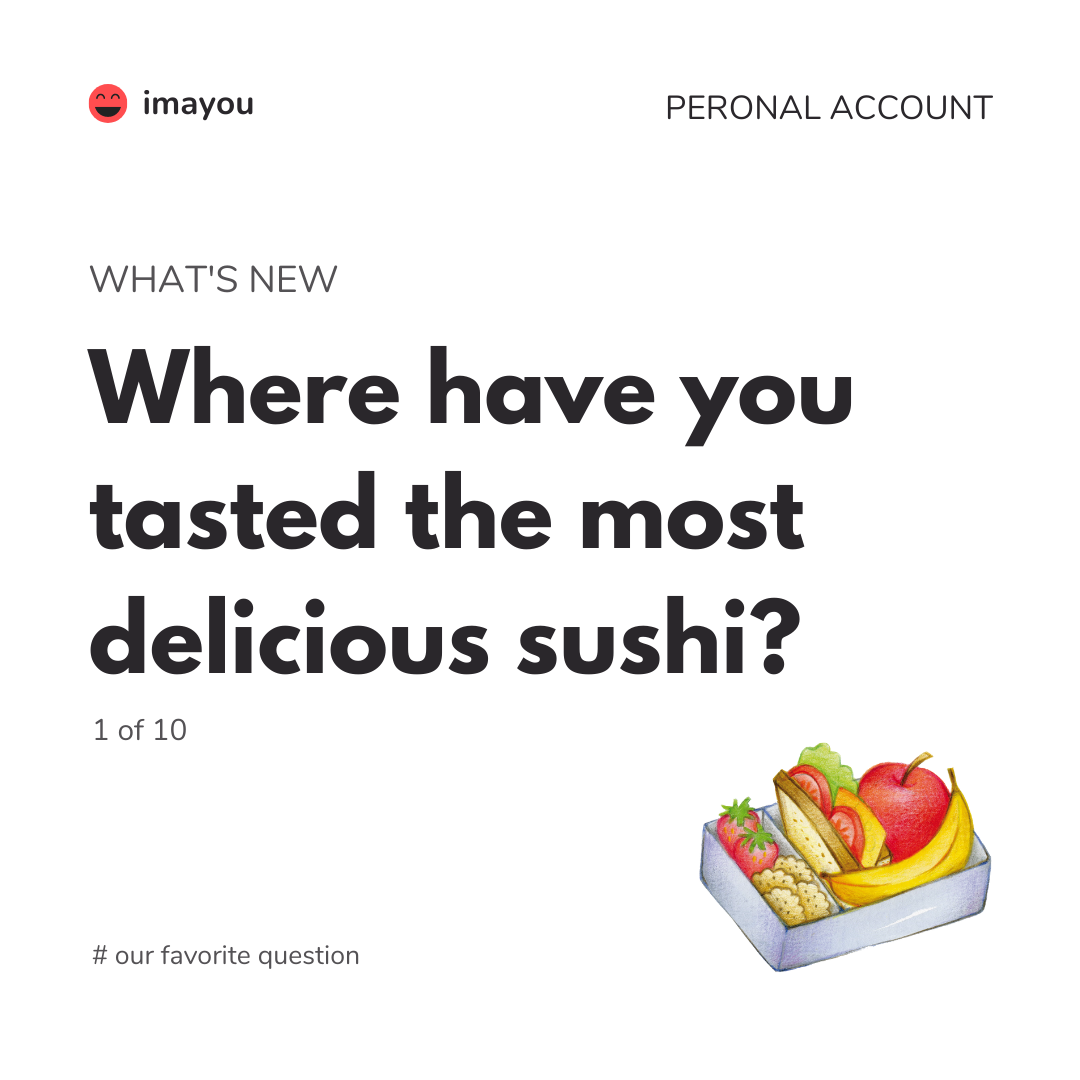 imayou
PERONAL ACCOUNT
WHAT'S NEW
Where have you
tasted the most
delicious sushi?
1 of 10
# our favorite question